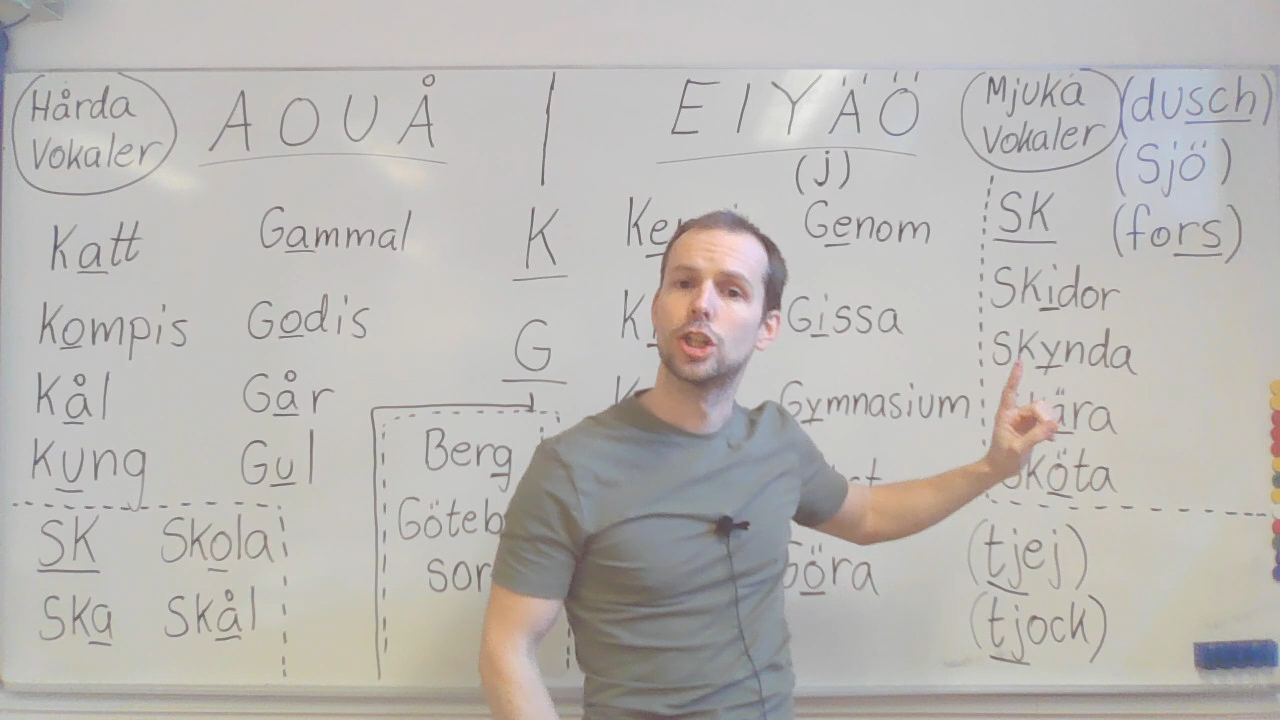 Hårda
Vokaler
A O U Å
E I Y Ä Ö
(j)
Mjuka
Vokaler
(dusch)
(Sjö)
(fors)
Katt
Gammal
K
Genom
SK
Kompis
Godis
G
Gissa
Skidor
Kål
Går
Gymnasium
Skynda
Kung
Gul
Berg
Sköta
SK
Skola
(tjej)
Ska
Skål
(tjock)